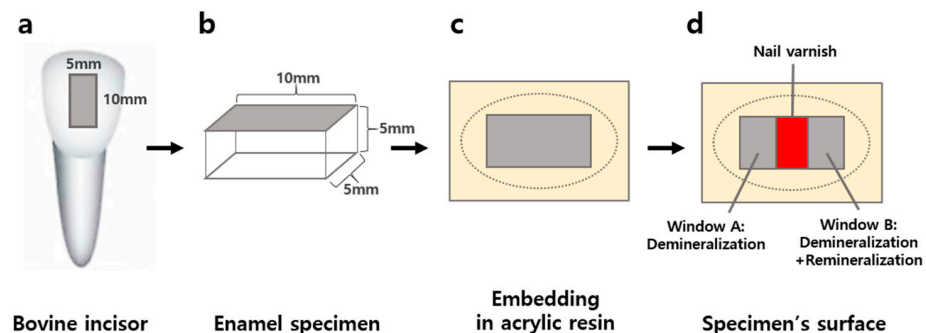 a
5mm
10mm
Bovine incisor
b
10mm
5mm
5mm
Enamel specimen
c
Embedding
in acrylic resin
d
Nail varnish
Window A:
Demineralization
Window B:
Demineralization
+Remineralization
Specimen's surface